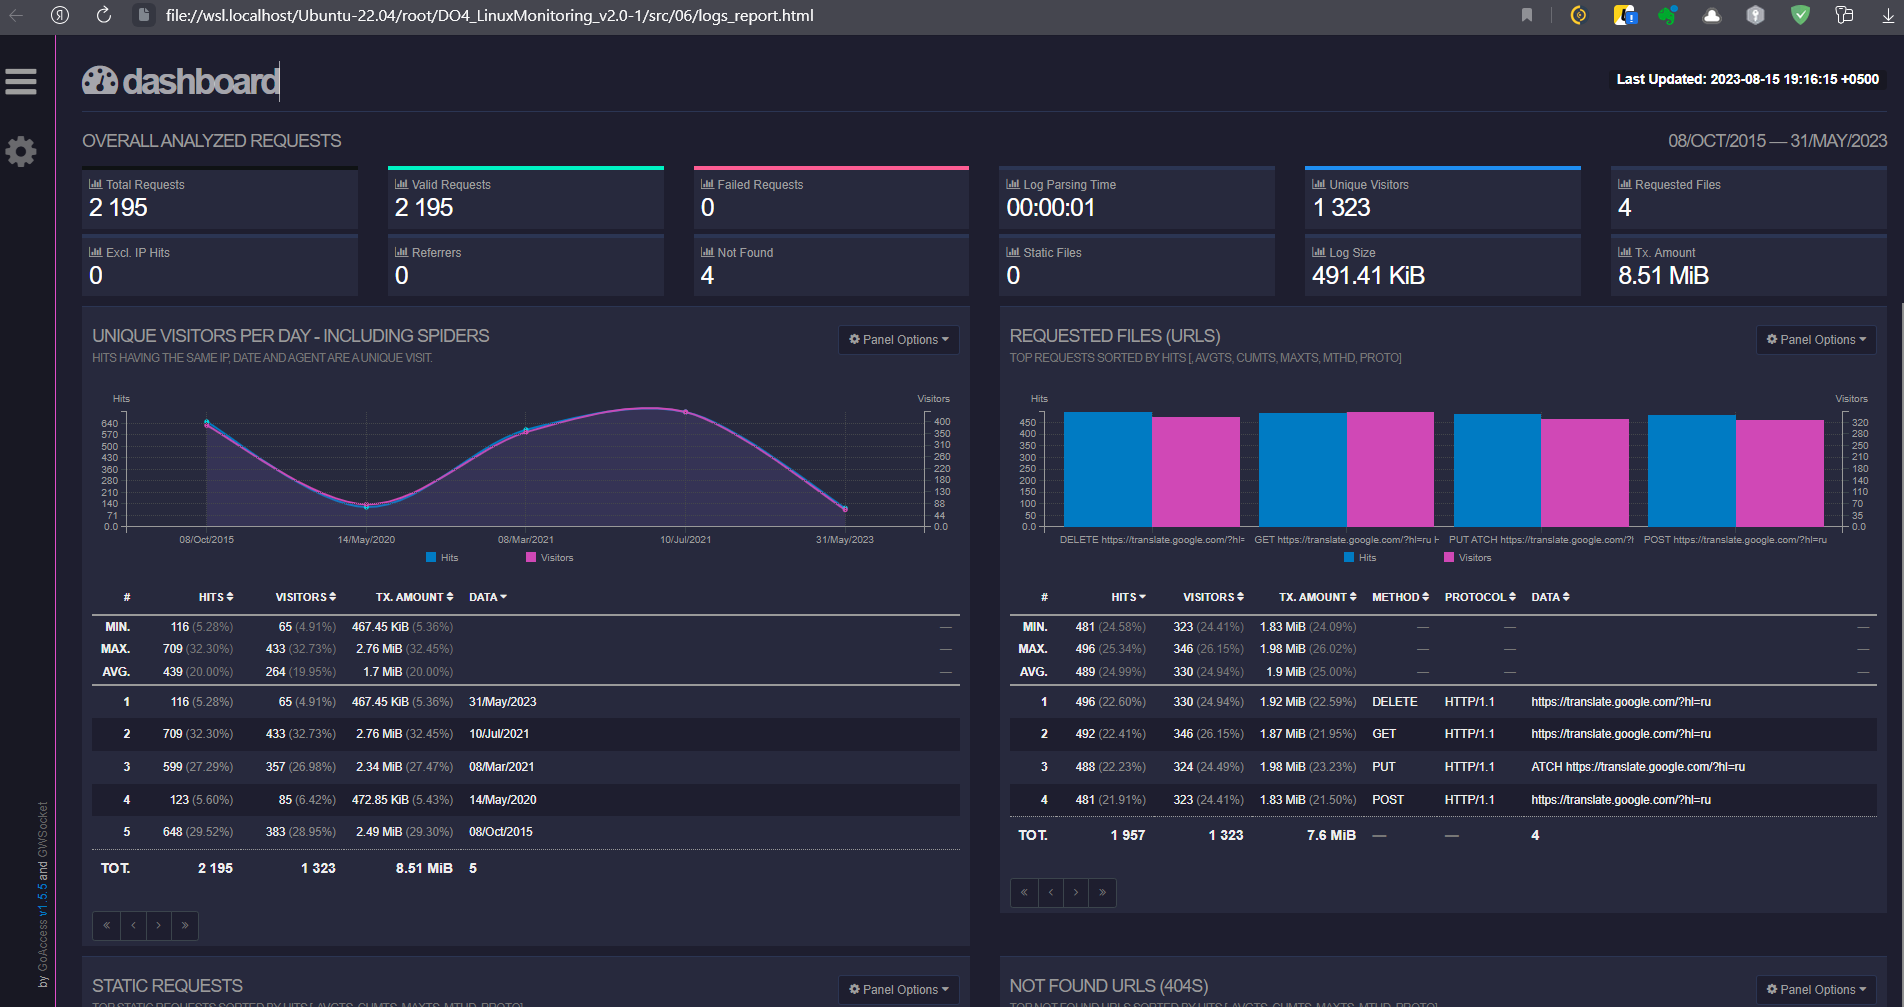 file://wsl.localhost/Ubuntu-22.04/root/DO4_LinuxMonitoring_v2.0-1/src/06/logs_report.html
dashboard
Last Updated: 2023-08-15 19:16:15 +0500
OVERALL ANALYZED REQUESTS
08/OCT/2015 — 31/MAY/2023
Total Requests
2 195
Valid Requests
2 195
Failed Requests
0
Log Parsing Time
00:00:01
Unique Visitors
1 323
Requested Files
4
Excl. IP Hits
0
Referrers
0
Not Found
4
Static Files
0
Log Size
491.41 KiB
Tx. Amount
8.51 MiB
UNIQUE VISITORS PER DAY - INCLUDING SPIDERS
Panel Options
HITS HAVING THE SAME IP, DATE AND AGENT ARE A UNIQUE VISIT.
Hits
Visitors
640
570
500
430
360
280
210
140
71
0.0
400
350
310
260
220
180
130
88
44
0.0
08/Oct/2015 14/May/2020 08/Mar/2021 10/Jul/2021 31/May/2023
Hits Visitors
# HITS VISITORS TX. AMOUNT DATA
MIN. 116 (5.28%) 65 (4.91%) 467.45 KiB (5.36%) —
MAX. 709 (32.30%) 433 (32.73%) 2.76 MiB (32.45%) —
AVG. 439 (20.00%) 264 (19.95%) 1.7 MiB (20.00%) —
1 116 (5.28%) 65 (4.91%) 467.45 KiB (5.36%) 31/May/2023
2 709 (32.30%) 433 (32.73%) 2.76 MiB (32.45%) 10/Jul/2021
3 599 (27.29%) 357 (26.98%) 2.34 MiB (27.47%) 08/Mar/2021
4 123 (5.60%) 85 (6.42%) 472.85 KiB (5.43%) 14/May/2020
5 648 (29.52%) 383 (28.95%) 2.49 MiB (29.30%) 08/Oct/2015
TOT. 2 195 1 323 8.51 MiB 5
« ‹ › »
REQUESTED FILES (URLS)
Panel Options
TOP REQUESTS SORTED BY HITS [, AVGTS, CUMTS, MAXTS, MTHD, PROTO]
Hits
Visitors
450
400
350
300
250
200
150
100
50
0.0
320
280
250
210
180
140
110
70
35
0.0
DELETE https://translate.google.com/?hl= GET https://translate.google.com/?hl=ru H PUT ATCH https://translate.google.com/?l POST https://translate.google.com/?hl=ru
Hits Visitors
# HITS VISITORS TX. AMOUNT METHOD PROTOCOL DATA
MIN. 481 (24.58%) 323 (24.41%) 1.83 MiB (24.09%) — — —
MAX. 496 (25.34%) 346 (26.15%) 1.98 MiB (26.02%) — — —
AVG. 489 (24.99%) 330 (24.94%) 1.9 MiB (25.00%) — — —
1 496 (22.60%) 330 (24.94%) 1.92 MiB (22.59%) DELETE HTTP/1.1 https://translate.google.com/?hl=ru
2 492 (22.41%) 346 (26.15%) 1.87 MiB (21.95%) GET HTTP/1.1 https://translate.google.com/?hl=ru
3 488 (22.23%) 324 (24.49%) 1.98 MiB (23.23%) PUT HTTP/1.1 ATCH https://translate.google.com/?hl=ru
4 481 (21.91%) 323 (24.41%) 1.83 MiB (21.50%) POST HTTP/1.1 https://translate.google.com/?hl=ru
TOT. 1 957 1 323 7.6 MiB — — 4
« ‹ › »
STATIC REQUESTS
Panel Options
TOP STATIC REQUESTS SORTED BY HITS [, AVGTS, CUMTS, MAXTS, MTHD, PROTO]
NOT FOUND URLS (404S)
Panel Options
TOP NOT FOUND URLS SORTED BY HITS [, AVGTS, CUMTS, MAXTS, MTHD, PROTO]
by GoAccess v1.5.5 and GWSocket